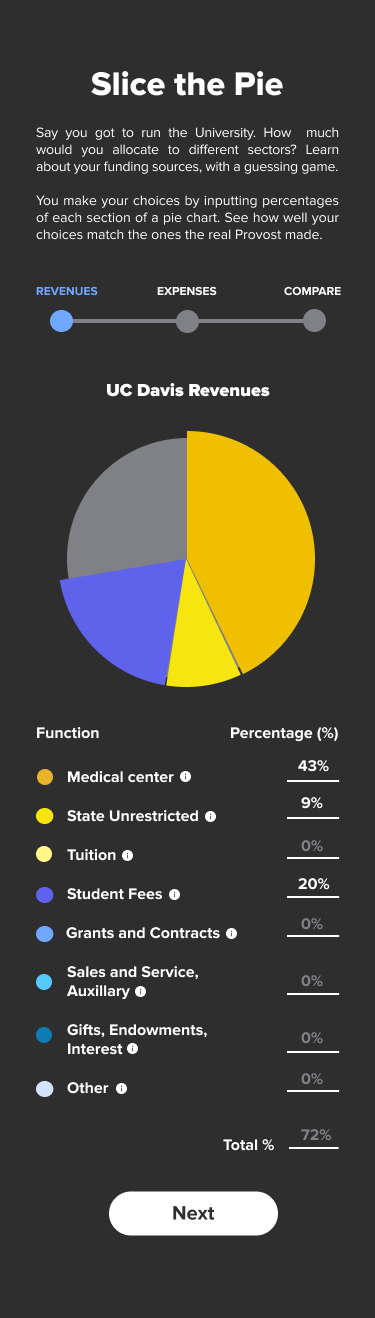 Slice the Pie
Say you got to run the University. How much
would you allocate to different sectors? Learn
about your funding sources, with a guessing game.
You make your choices by inputting percentages
of each section of a pie chart. See how well your
choices match the ones the real Provost made.
REVENUES EXPENSES COMPARE
UC Davis Revenues
Function Percentage (%)
Medical center 43%
State Unrestricted 9%
Tuition 0%
Student Fees 20%
Grants and Contracts 0%
Sales and Service,
Auxillary 0%
Gifts, Endowments,
Interest 0%
Other 0%
Total % 72%
Next